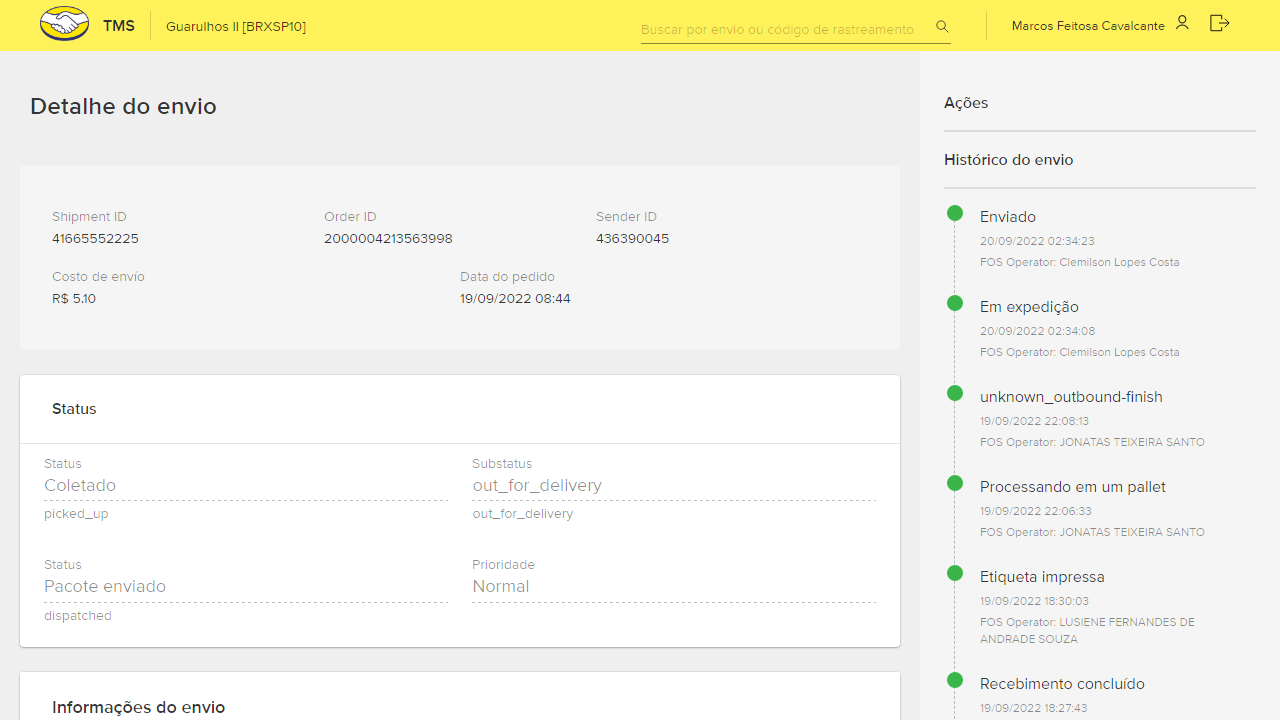 TMS
Guarulhos II [BRXSP10]
Buscar por envio ou código de rastreamento
Marcos Feitosa Cavalcante
Detalhe do envio
Shipment ID
41665552225
Order ID
2000004213563998
Sender ID
436390045
Costo de envío
R$ 5.10
Data do pedido
19/09/2022 08:44
Status
Status
Coletado
picked_up
Substatus
out_for_delivery
out_for_delivery
Status
Pacote enviado
dispatched
Prioridade
Normal
Informações do envio
Ações
Histórico do envio
Enviado
20/09/2022 02:34:23
FOS Operator: Clemilson Lopes Costa
Em expedição
20/09/2022 02:34:08
FOS Operator: Clemilson Lopes Costa
unknown_outbound-finish
19/09/2022 22:08:13
FOS Operator: JONATAS TEIXEIRA SANTO
Processando em um pallet
19/09/2022 22:06:33
FOS Operator: JONATAS TEIXEIRA SANTO
Etiqueta impressa
19/09/2022 18:30:03
FOS Operator: LUSIENE FERNANDES DE
ANDRADE SOUZA
Recebimento concluído
19/09/2022 18:27:43